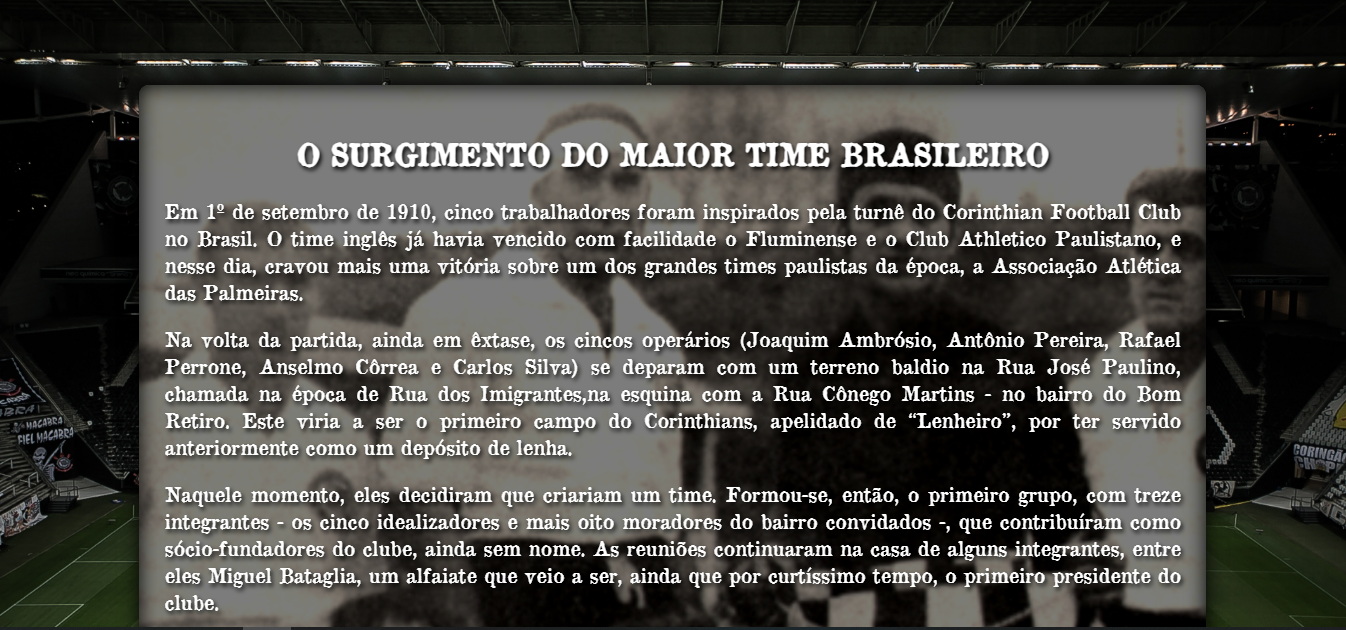 O SURGIMENTO DO MAIOR TIME BRASILEIRO
Em 1º de setembro de 1910, cinco trabalhadores foram inspirados pela turnê do Corinthian Football Club
no Brasil. O time inglês já havia vencido com facilidade o Fluminense e o Club Athletico Paulistano, e
nesse dia, cravou mais uma vitória sobre um dos grandes times paulistas da época, a Associação Atlética
das Palmeiras.
Na volta da partida, ainda em êxtase, os cincos operários (Joaquim Ambrósio, Antônio Pereira, Rafael
Perrone, Anselmo Côrrea e Carlos Silva) se deparam com um terreno baldio na Rua José Paulino,
chamada na época de Rua dos Imigrantes,na esquina com a Rua Cônego Martins - no bairro do Bom
Retiro. Este viria a ser o primeiro campo do Corinthians, apelidado de “Lenheiro”, por ter servido
anteriormente como um depósito de lenha.
Naquele momento, eles decidiram que criariam um time. Formou-se, então, o primeiro grupo, com treze
integrantes - os cinco idealizadores e mais oito moradores do bairro convidados -, que contribuíram como
sócio-fundadores do clube, ainda sem nome. As reuniões continuaram na casa de alguns integrantes, entre
eles Miguel Bataglia, um alfaiate que veio a ser, ainda que por curtíssimo tempo, o primeiro presidente do
clube.
MACABRA
FIEL MACABRA